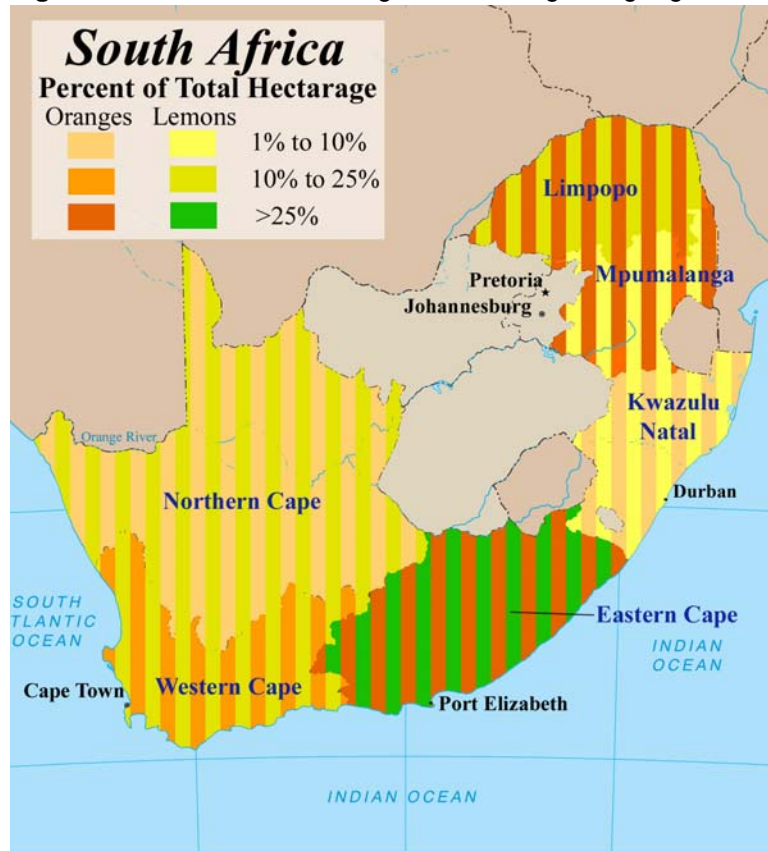 South Africa
Percent of Total Hectarage
Oranges Lemons
1% to 10%
10% to 25%
>25%
Limpopo
Pretoria
Mpumalanga
Johannesburg
Kwazulu
Natal
Orange River
Durban
Northern Cape
SOUTH
TLANTIC
OCEAN
Eastern Cape
INDIAN
OCEAN
Western Cape
Cape Town
Port Elizabeth
INDIAN OCEAN